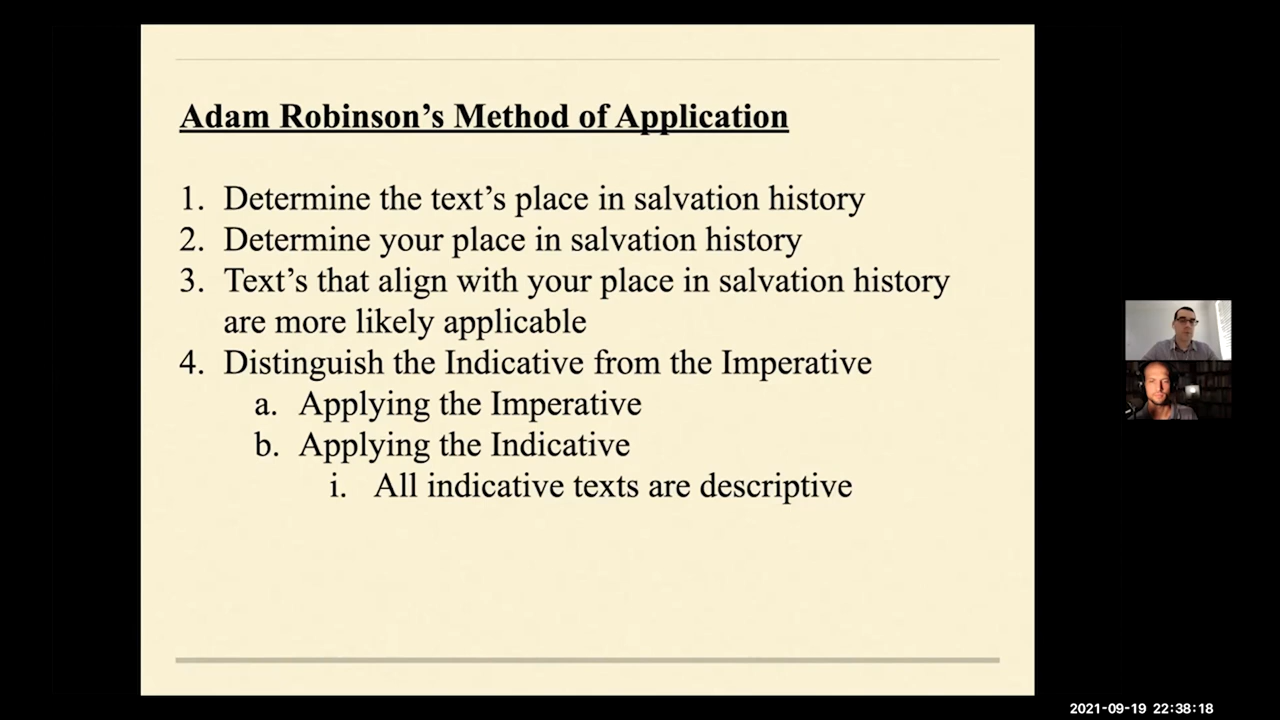 Adam Robinson’s Method of Application
1. Determine the text’s place in salvation history
2. Determine your place in salvation history
3. Text’s that align with your place in salvation history
are more likely applicable
4. Distinguish the Indicative from the Imperative
a. Applying the Imperative
b. Applying the Indicative
i. All indicative texts are descriptive
2021-09-19 22:38:18